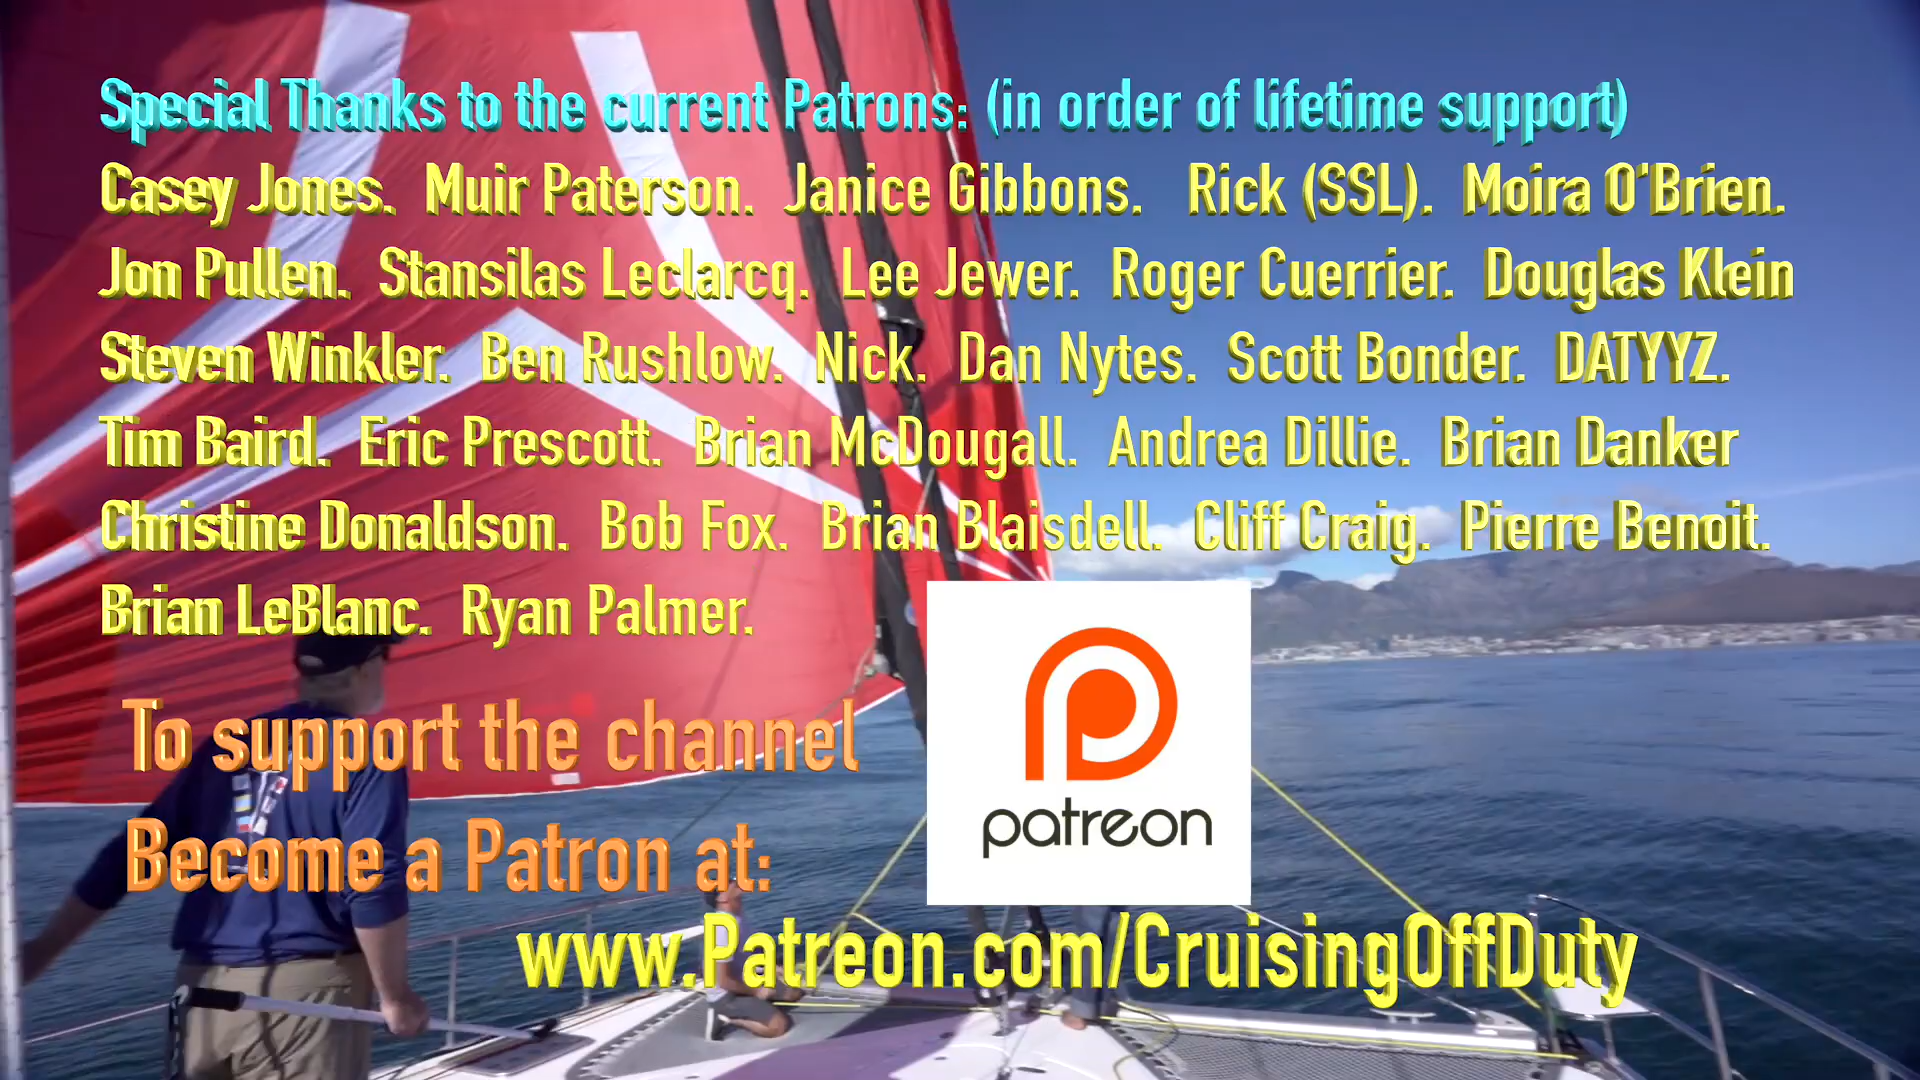 Special Thanks to the current Patrons: (in order of lifetime support)
Casey Jones. Muir Paterson. Janice Gibbons. Rick (SSL). Moira O'Brien.
Jon Pullen. Stansilas Leclarcq. Lee Jewer. Roger Cuerrier. Douglas Klein
Steven Winkler. Ben Rushlow. Nick. Dan Nytes. Scott Bonder. DATYYZ.
Tim Baird. Eric Prescott. Brian McDougall. Andrea Dillie. Brian Danker
Christine Donaldson. Bob Fox. Brian Blaisdell. Cliff Craig. Pierre Benoit.
Brian LeBlanc. Ryan Palmer.
To support the channel
Become a Patron at:
patreon
www.Patreon.com/CruisingOffDuty